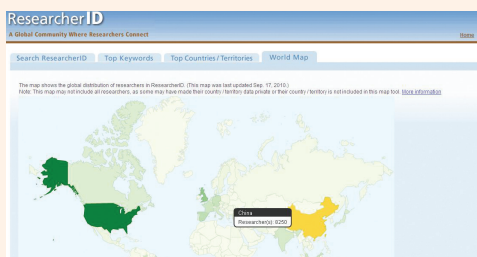 ResearcherID
A Global Community Where Researchers Connect
Home
Search ResearcherID Top Keywords Top Countries / Territories World Map
The map shows the global distribution of researchers in ResearcherID. (This map was last updated Sep. 17, 2010.)
Note: This map may not include all researchers, as some may have made their country / territory data private or their country / territory is not included in this map tool. More information.
China
Researcher(s): 8250